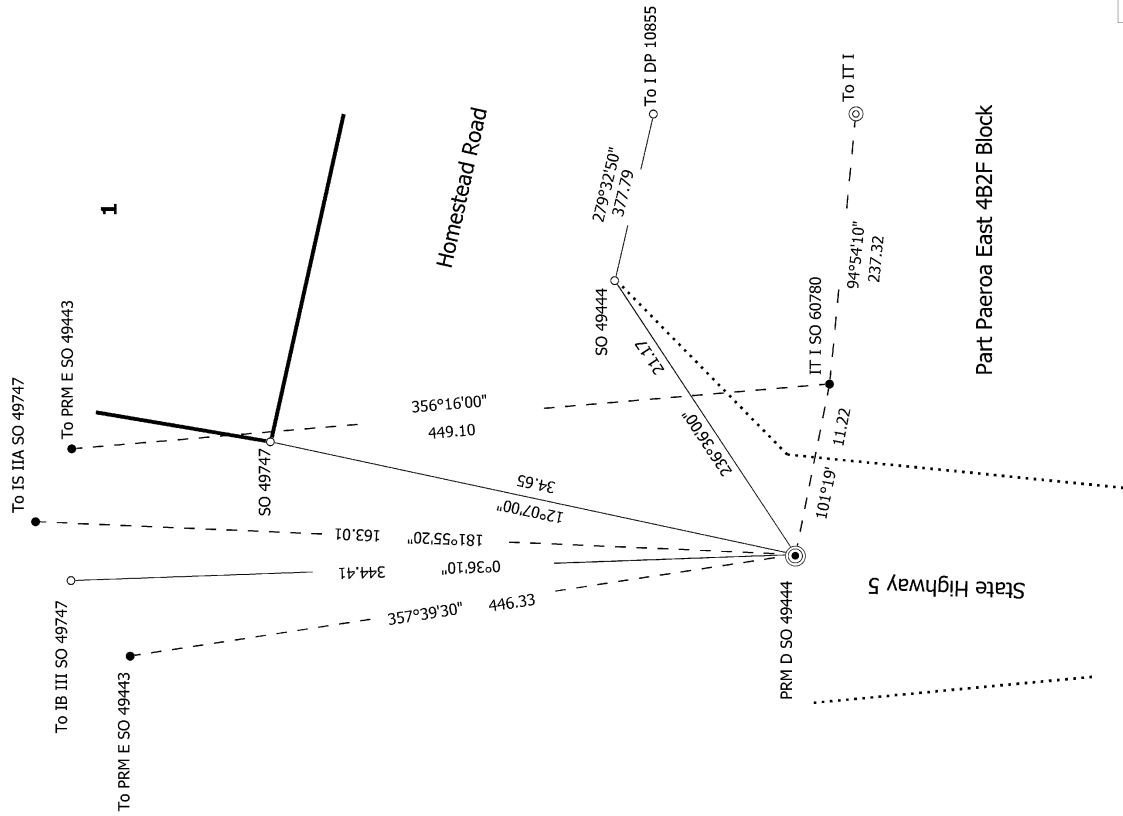 1
To IS IIA SO 49747
To PRM E SO 49443
SO 49747
To IB III SO 49747
To PRM E SO 49443
Homestead Road
279°32'50"
377.79
To I DP 10855
SO 49444
21.17
236°36'00"
To IT I
94°54'10"
237.32
IT I SO 60780
101°19'
11.22
356°91'00"
449.10
34.65
12°07'00"
181°55'20"
163.01
0°36'10"
344.41
357°39'30"
446.33
PRM D SO 49444
State Highway 5
Part Paeroa East 4B2F Block